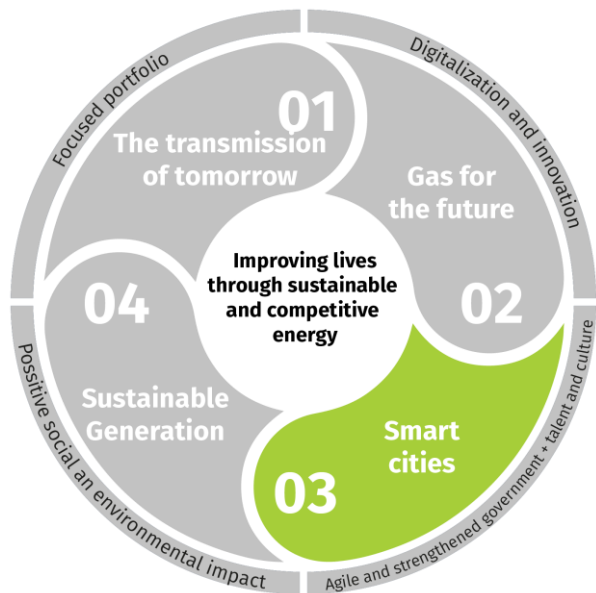 Focused portfolio
Digitalization and innovation
01
The transmission
of tomorrow
Gas for
the future
Improving lives
through sustainable
and competitive
energy
04
02
Sustainable
Generation
Smart
cities
03
Possitive social an environmental impact
Agile and strengthened government + talent and culture